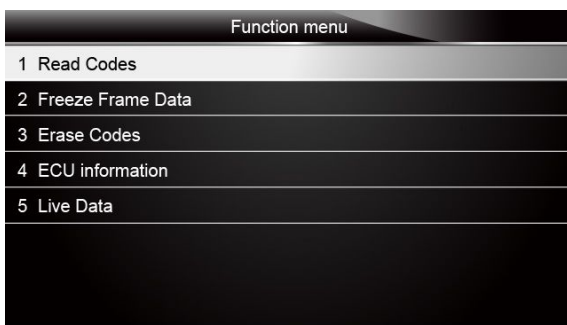 Function menu
1 Read Codes
2 Freeze Frame Data
3 Erase Codes
4 ECU information
5 Live Data